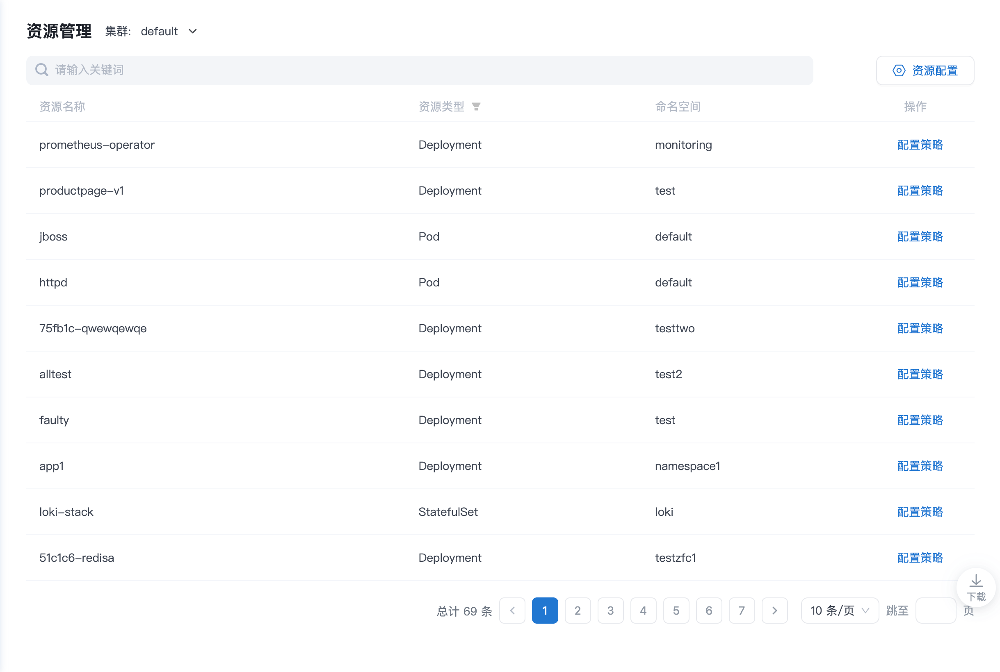 资源管理 集群: default
请输入关键词 资源配置
资源名称 资源类型 命名空间 操作
prometheus-operator Deployment monitoring 配置策略
productpage-v1 Deployment test 配置策略
jboss Pod default 配置策略
httpd Pod default 配置策略
75fb1c-qwewqewqe Deployment testtwo 配置策略
alltest Deployment test2 配置策略
faulty Deployment test 配置策略
app1 Deployment namespace1 配置策略
loki-stack StatefulSet loki 配置策略
51c1c6-redisa Deployment testzfc1 配置策略
下载
总计 69 条 1 2 3 4 5 6 7 10 条/页 跳至 页